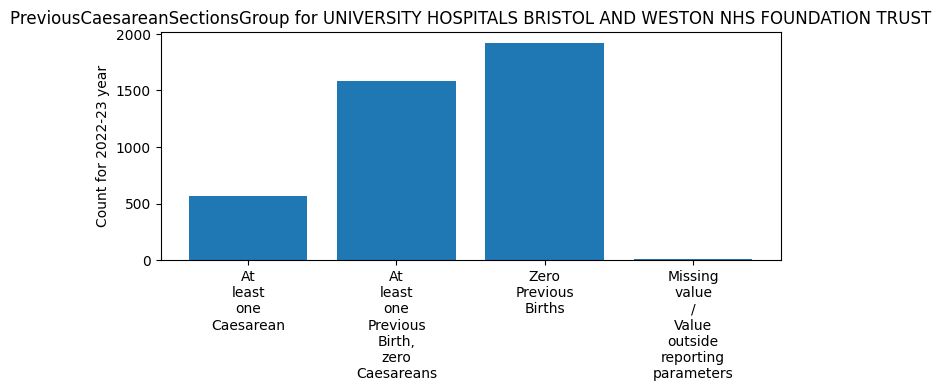 PreviousCaesareanSectionsGroup for UNIVERSITY HOSPITALS BRISTOL AND WESTON NHS FOUNDATION TRUST
Count for 2022-23 year
2000
1500
1000
500
0
At
least
one
Caesarean
At
least
one
Previous
Birth,
zero
Caesareans
Zero
Previous
Births
Missing
value
/
Value
outside
reporting
parameters